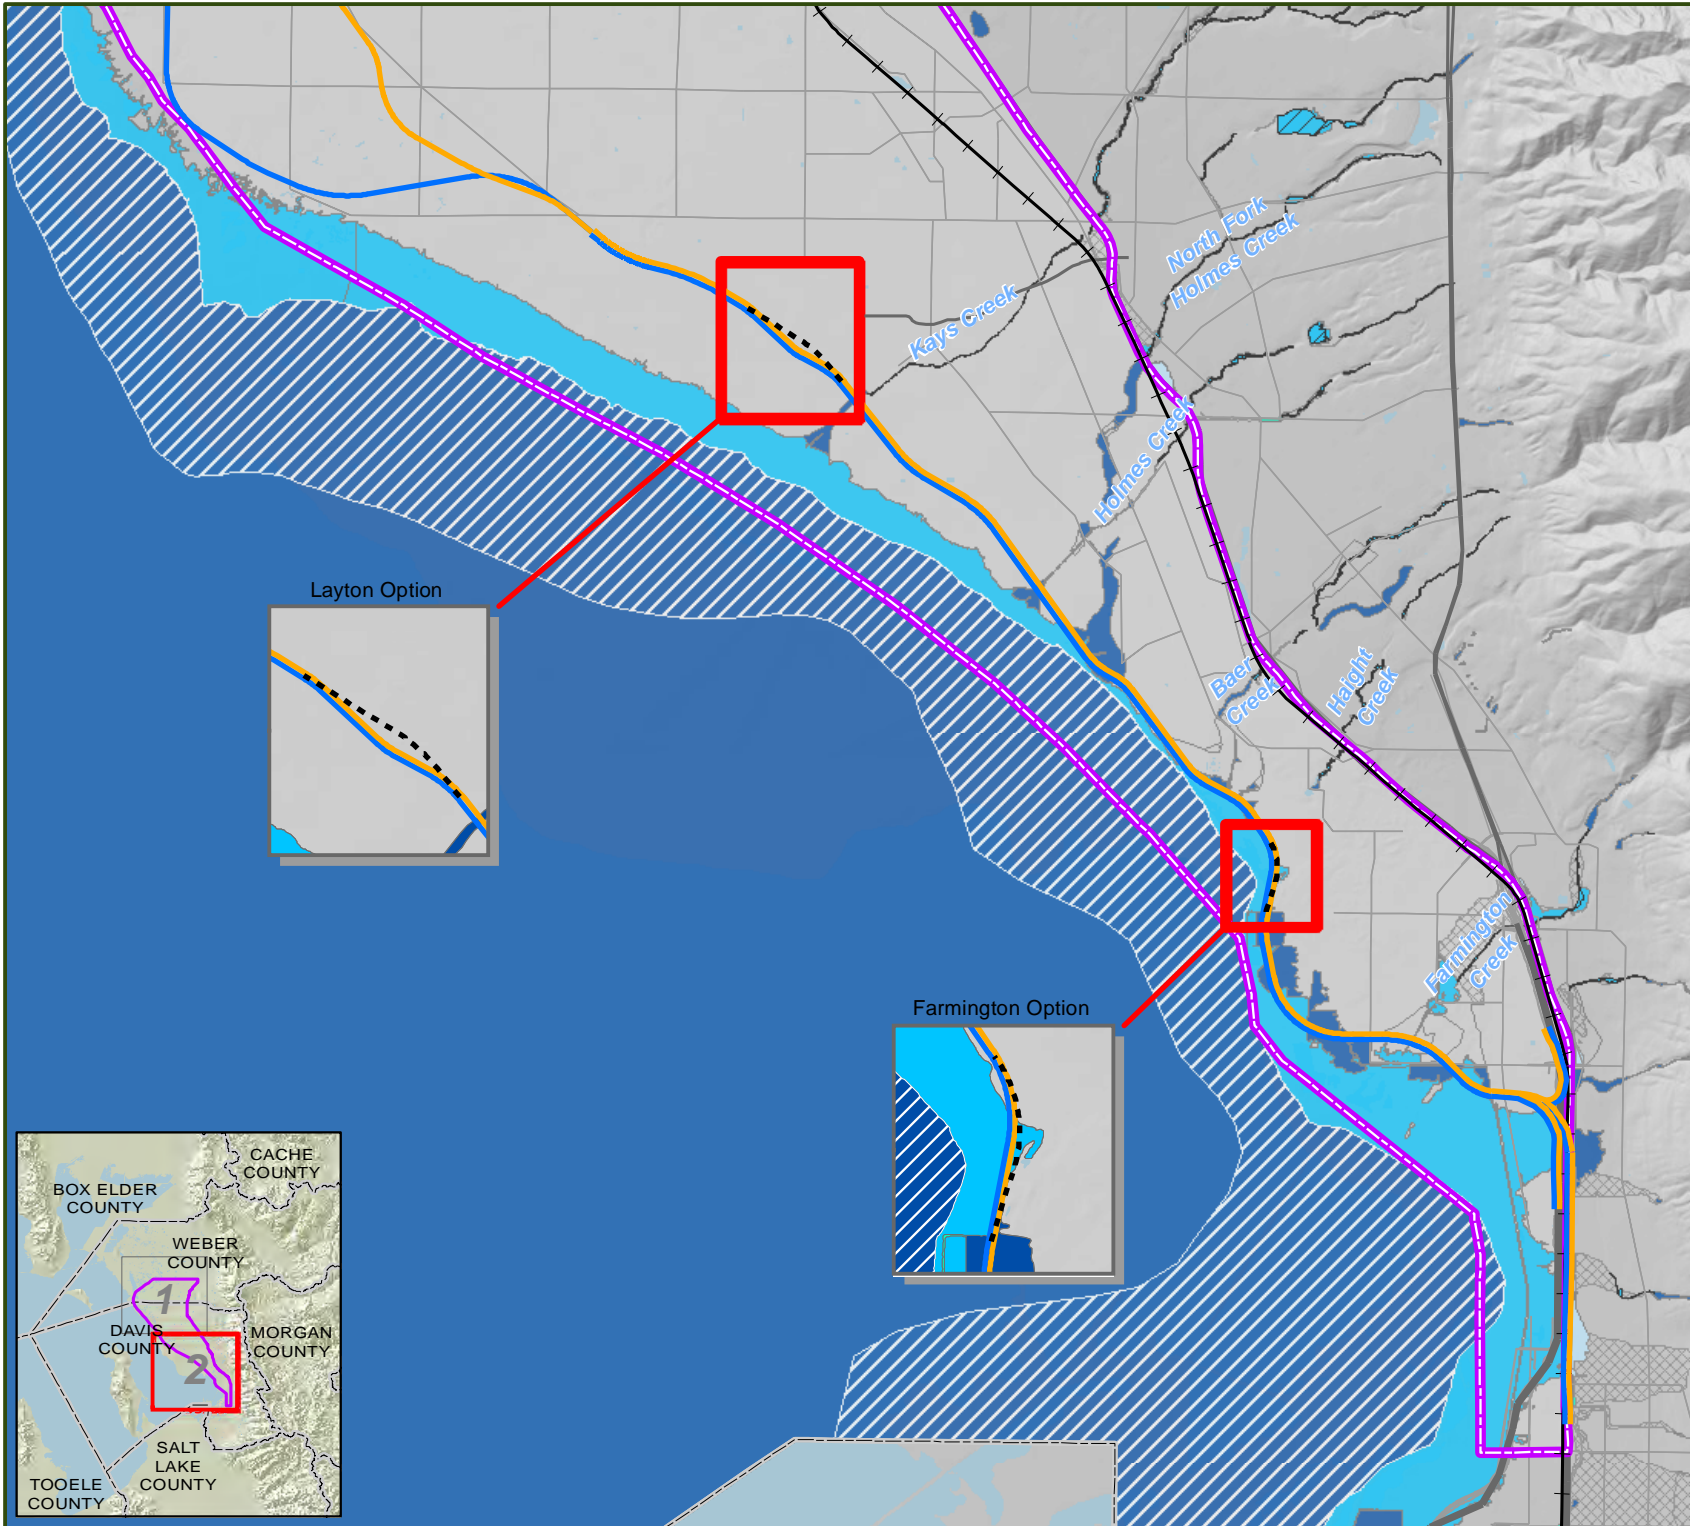 North Fork
Holmes Creek
Kays Creek
Holmes Creek
Layton Option
Baer
Creek
Haight
Creek
Farmington
Creek
Farmington Option
CACHE
COUNTY
BOX ELDER
COUNTY
WEBER
COUNTY
1
DAVIS
COUNTY
MORGAN
COUNTY
2
SALT
LAKE
COUNTY
TOOELE
COUNTY